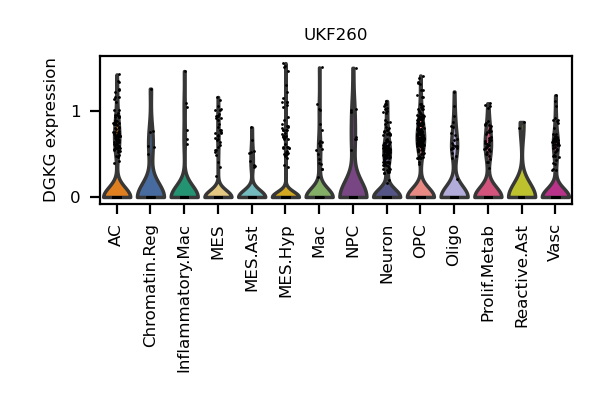 UKF260
DGKG expression
1
0
AC
Chromatin.Reg
Inflammatory.Mac
MES
MES.Ast
MES.Hyp
Mac
NPC
Neuron
OPC
Oligo
Prolif.Metab
Reactive.Ast
Vasc